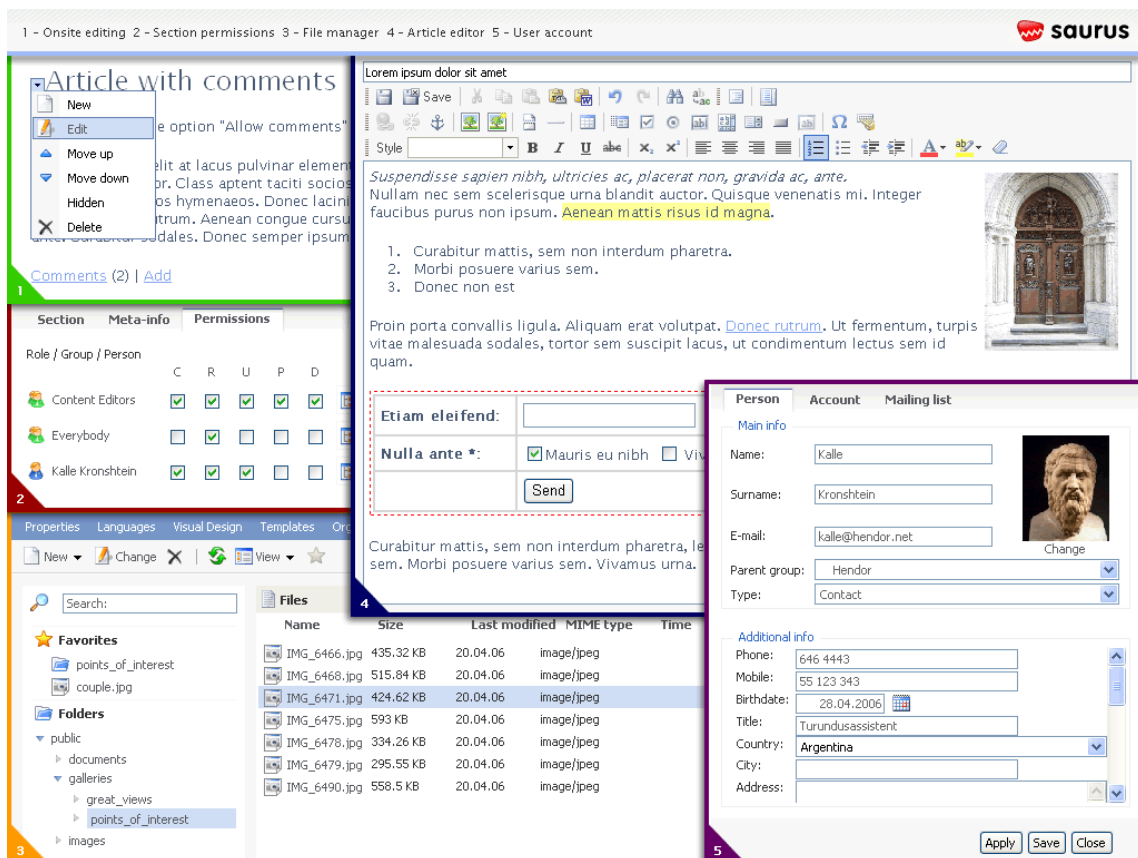 1 - Onsite editing 2 - Section permissions 3 - File manager 4 - Article editor 5 - User account
saurus
Article with comments
New
Edit
Move up
Move down
Hidden
Delete
e option "Allow comments"
elit at lacus pulvinar elemen
or. Class aptent taciti socios
os hymenaeos. Donec lacini
utrum. Aenean congue cursu
ante. Curabitur sodales. Donec semper ipsum
Comments (2) | Add
1
Section Meta-info Permissions
Role / Group / Person
C R U P D
Content Editors
Everybody
Kalle Kronshtein
2
Properties Languages Visual Design Templates Org
New Change View
Search:
Favorites
points_of_interest
couple.jpg
Folders
public
documents
galleries
great_views
points_of_interest
images
3
Files
Name Size Last modified MIME type Time
IMG_6466.jpg 435.32 KB 20.04.06 image/jpeg
IMG_6468.jpg 515.84 KB 20.04.06 image/jpeg
IMG_6471.jpg 424.62 KB 20.04.06 image/jpeg
IMG_6475.jpg 593 KB 20.04.06 image/jpeg
IMG_6478.jpg 334.26 KB 20.04.06 image/jpeg
IMG_6479.jpg 295.55 KB 20.04.06 image/jpeg
IMG_6490.jpg 558.5 KB 20.04.06 image/jpeg
Lorem ipsum dolor sit amet
Save
Style B I U abc x₂ x²
Suspendisse sapien nibh, ultricies ac, placerat non, gravida ac, ante.
Nullam nec sem scelerisque urna blandit auctor. Quisque venenatis mi. Integer
faucibus purus non ipsum. Aenean mattis risus id magna.
1. Curabitur mattis, sem non interdum pharetra.
2. Morbi posuere varius sem.
3. Donec non est
Proin porta convallis ligula. Aliquam erat volutpat. Donec rutrum. Ut fermentum, turpis
vitae malesuada sodales, tortor sem suscipit lacus, ut condimentum lectus sem id
quam.
Etiam eleifend:
Nulla ante *: Mauris eu nibh Viv
Send
Curabitur mattis, sem non interdum pharetra, le
sem. Morbi posuere varius sem. Vivamus urna.
4
Person Account Mailing list
Main info
Name: Kalle
Surname: Kronshtein
E-mail: kalle@hendor.net
Change
Parent group: Hendor
Type: Contact
Additional info
Phone: 646 4443
Mobile: 55 123 343
Birthdate: 28.04.2006
Title: Turundusassistent
Country: Argentina
City:
Address:
Apply Save Close
5